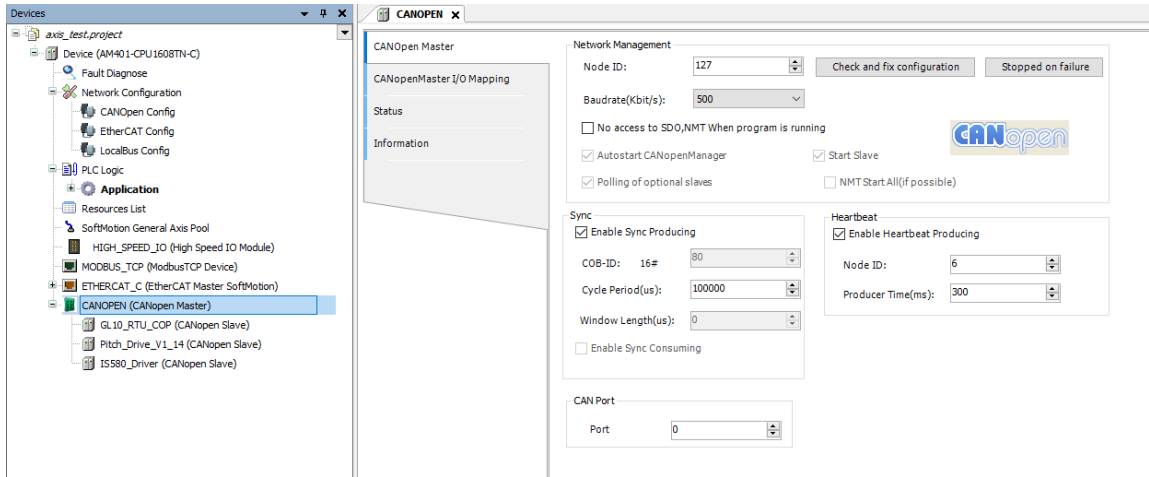 Devices
axis_test.project
Device (AM401-CPU1608TN-C)
Fault Diagnose
Network Configuration
CANOpen Config
EtherCAT Config
LocalBus Config
PLC Logic
Application
Resources List
SoftMotion General Axis Pool
HIGH_SPEED_IO (High Speed IO Module)
MODBUS_TCP (ModbusTCP Device)
ETHERCAT_C (EtherCAT Master SoftMotion)
CANOPEN (CANopen Master)
GL10_RTU_COP (CANopen Slave)
Pitch_Drive_V1_14 (CANopen Slave)
IS580_Driver (CANopen Slave)
CANOPEN
CANOpen Master
CANopenMaster I/O Mapping
Status
Information
Network Management
Node ID: 127 Check and fix configuration Stopped on failure
Baudrate(Kbit/s): 500
No access to SDO,NMT When program is running
CANopen
Autostart CANopenManager Start Slave
Polling of optional slaves NMT Start All(if possible)
Sync
Enable Sync Producing
COB-ID: 16# 80
Cycle Period(us): 100000
Window Length(us): 0
Enable Sync Consuming
Heartbeat
Enable Heartbeat Producing
Node ID: 6
Producer Time(ms): 300
CAN Port
Port 0